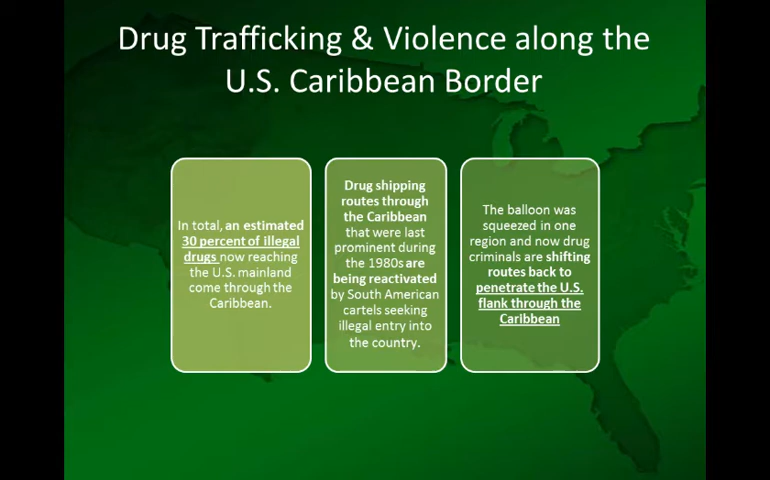 Drug Trafficking & Violence along the
U.S. Caribbean Border
In total, an estimated
30 percent of illegal
drugs now reaching
the U.S. mainland
come through the
Caribbean.
Drug shipping
routes through
the Caribbean
that were last
prominent during
the 1980s are
being reactivated
by South American
cartels seeking
illegal entry into
the country.
The balloon was
squeezed in one
region and now drug
criminals are shifting
routes back to
penetrate the U.S.
flank through the
Caribbean